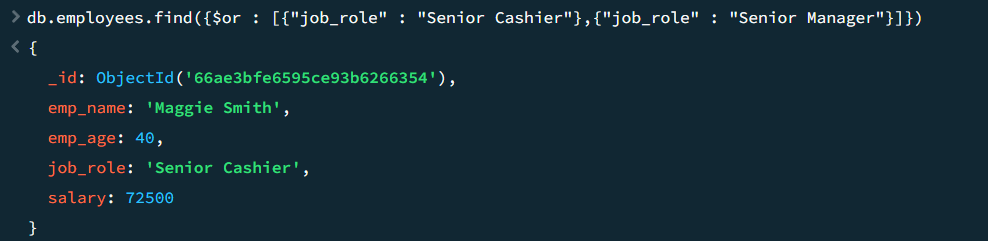 > db.employees.find({$or : [{"job_role" : "Senior Cashier"},{"job_role" : "Senior Manager"}]})
< {
_id: ObjectId('66ae3bfe6595ce93b6266354'),
emp_name: 'Maggie Smith',
emp_age: 40,
job_role: 'Senior Cashier',
salary: 72500
}